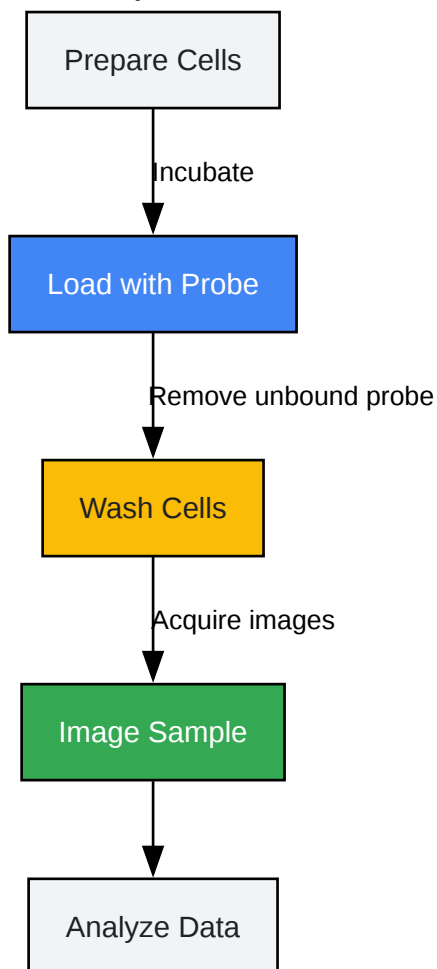 Prepare Cells
Incubate
Load with Probe
Remove unbound probe
Wash Cells
Acquire images
Image Sample
Analyze Data